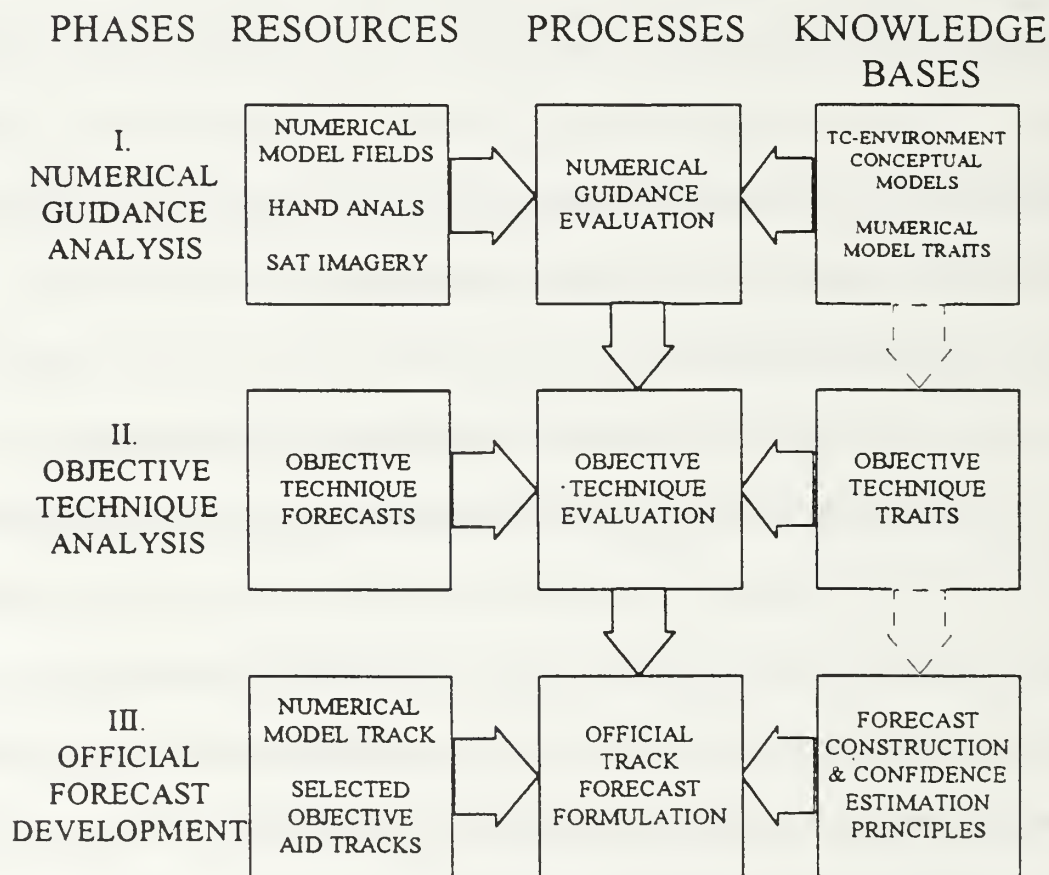 PHASES RESOURCES PROCESSES KNOWLEDGE
BASES
I.
NUMERICAL
GUIDANCE
ANALYSIS
NUMERICAL
MODEL FIELDS
HAND ANALS
SAT IMAGERY
NUMERICAL
GUIDANCE
EVALUATION
TC-ENVIRONMENT
CONCEPTUAL
MODELS
MUMERICAL
MODEL TRAITS
II.
OBJECTIVE
TECHNIQUE
ANALYSIS
OBJECTIVE
TECHNIQUE
FORECASTS
OBJECTIVE
TECHNIQUE
EVALUATION
OBJECTIVE
TECHNIQUE
TRAITS
III.
OFFICIAL
FORECAST
DEVELOPMENT
NUMERICAL
MODEL TRACK
SELECTED
OBJECTIVE
AID TRACKS
OFFICIAL
TRACK
FORECAST
FORMULATION
FORECAST
CONSTRUCTION
& CONFIDENCE
ESTIMATION
PRINCIPLES